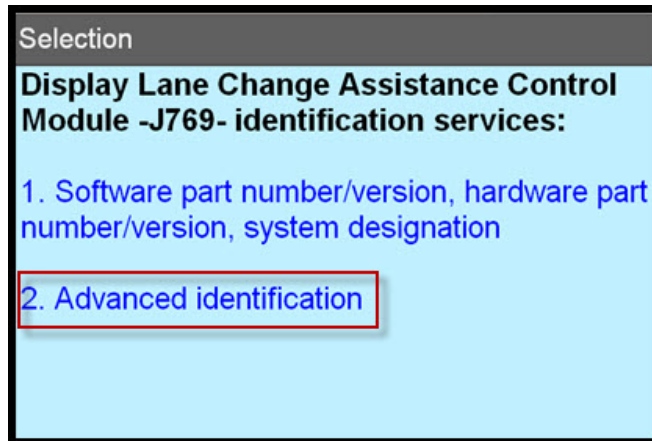 Selection
Display Lane Change Assistance Control
Module -J769- identification services:
1. Software part number/version, hardware part
number/version, system designation
2. Advanced identification